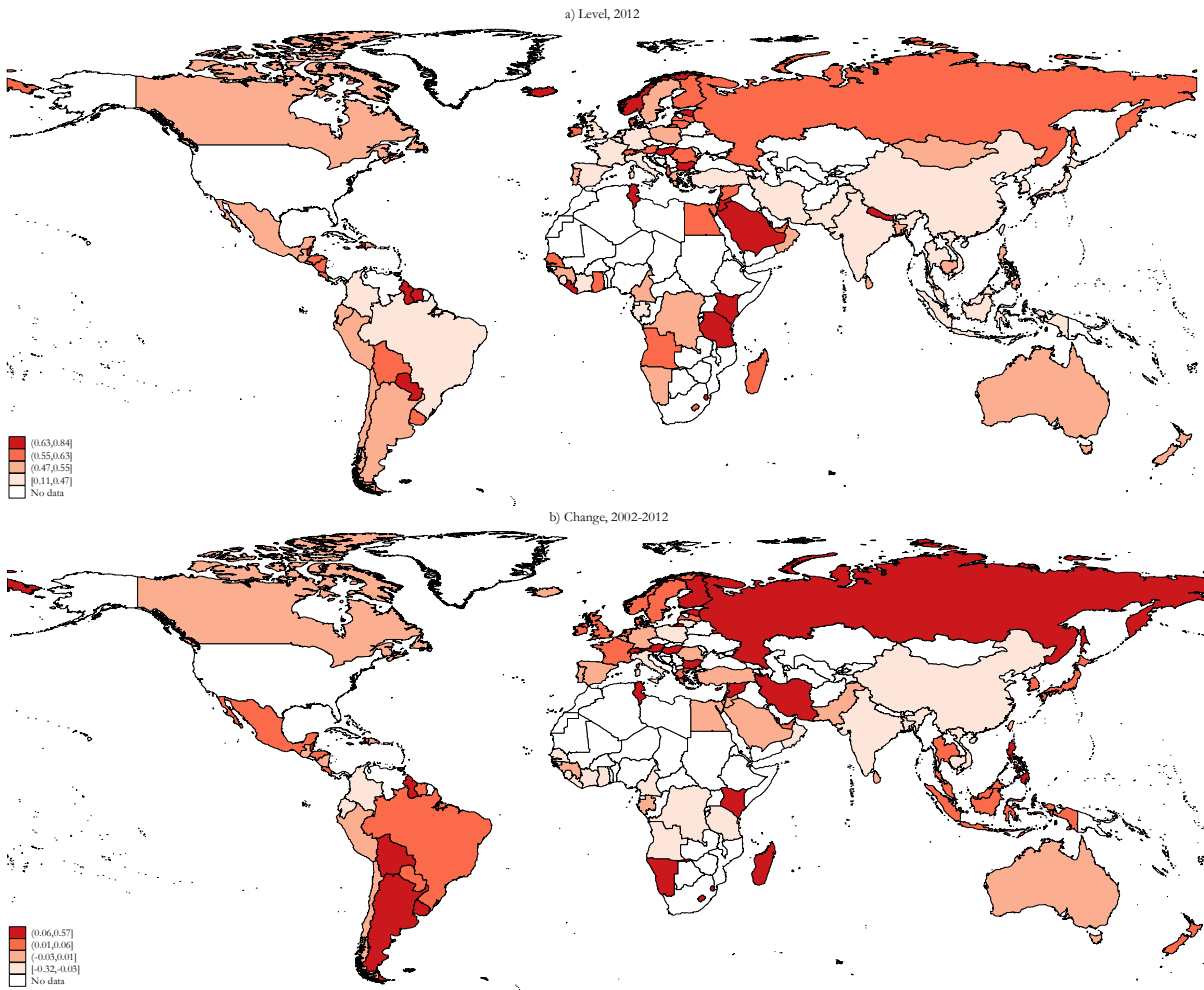 a) Level, 2012
(0.63,0.84]
(0.55,0.63]
(0.47,0.55]
[0.11,0.47]
No data
b) Change, 2002-2012
(0.06,0.57]
(0.01,0.06]
(-0.03,0.01]
[-0.32,-0.03]
No data